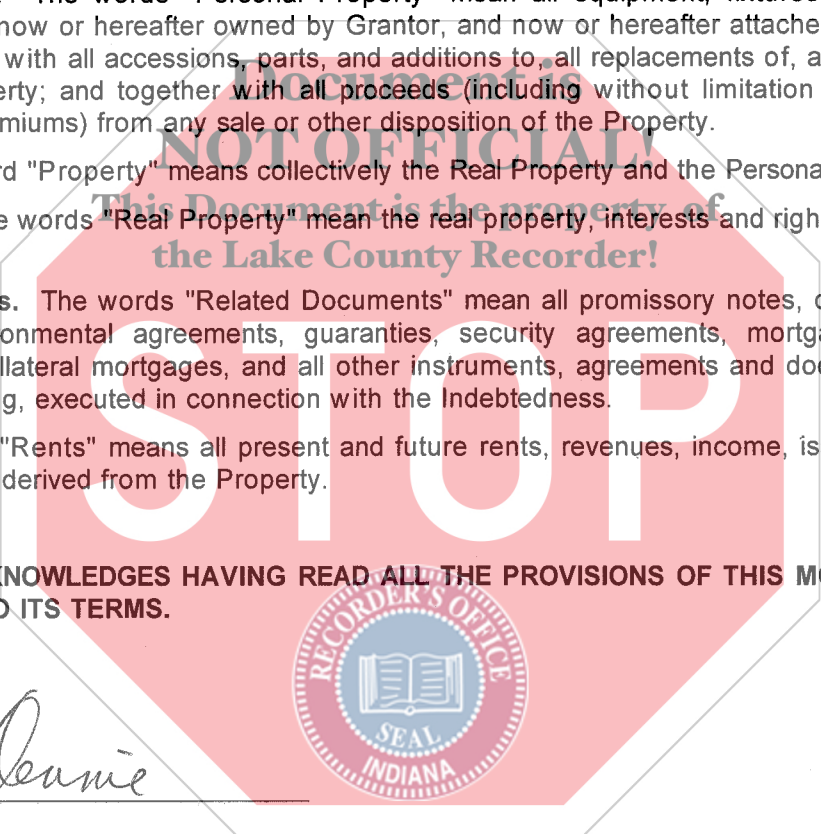 The words "Personal Property" mean all equipment, fixtures
now or hereafter owned by Grantor, and now or hereafter attache
with all accessions, parts, and additions to, all replacements of, a
erty; and together with all proceeds (including without limitation
miums) from any sale or other disposition of the Property.
rd "Property" means collectively the Real Property and the Persona
e words "Real Property" mean the real property, interests and righ
s. The words "Related Documents" mean all promissory notes, c
onmental agreements, guaranties, security agreements, mortga
llateral mortgages, and all other instruments, agreements and doc
g, executed in connection with the Indebtedness.
"Rents" means all present and future rents, revenues, income, is
derived from the Property.
KNOWLEDGES HAVING READ ALL THE PROVISIONS OF THIS MO
D ITS TERMS.
Document is
NOT OFFICIAL!
This Document is the property of
the Lake County Recorder!
STOP
RECORDER'S OFFICE
SEAL
INDIANA